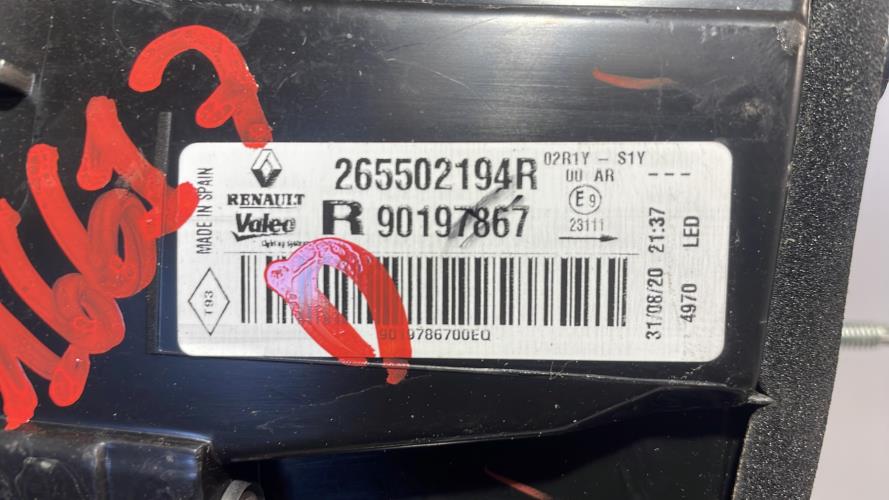 MADE IN SPAIN
RENAULT
Valeo
265502194R
R 90197867
02R1Y - S1Y
00 AR
---
E9
23111
T93
9019786700EQ
31/08/20 21:37
4970 LED